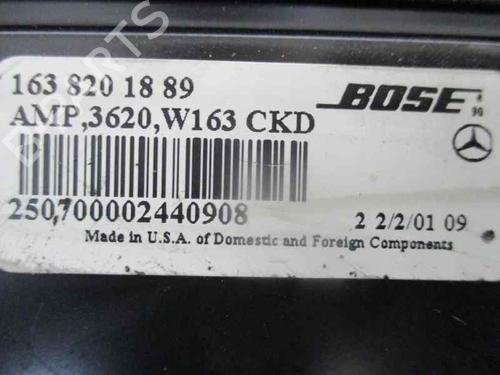 PARTS
163 820 18 89
BOSE
AMP,3620,W163 CKD
250,700002440908
2 2/2/01 09
Made in U.S.A. of Domestic and Foreign Components